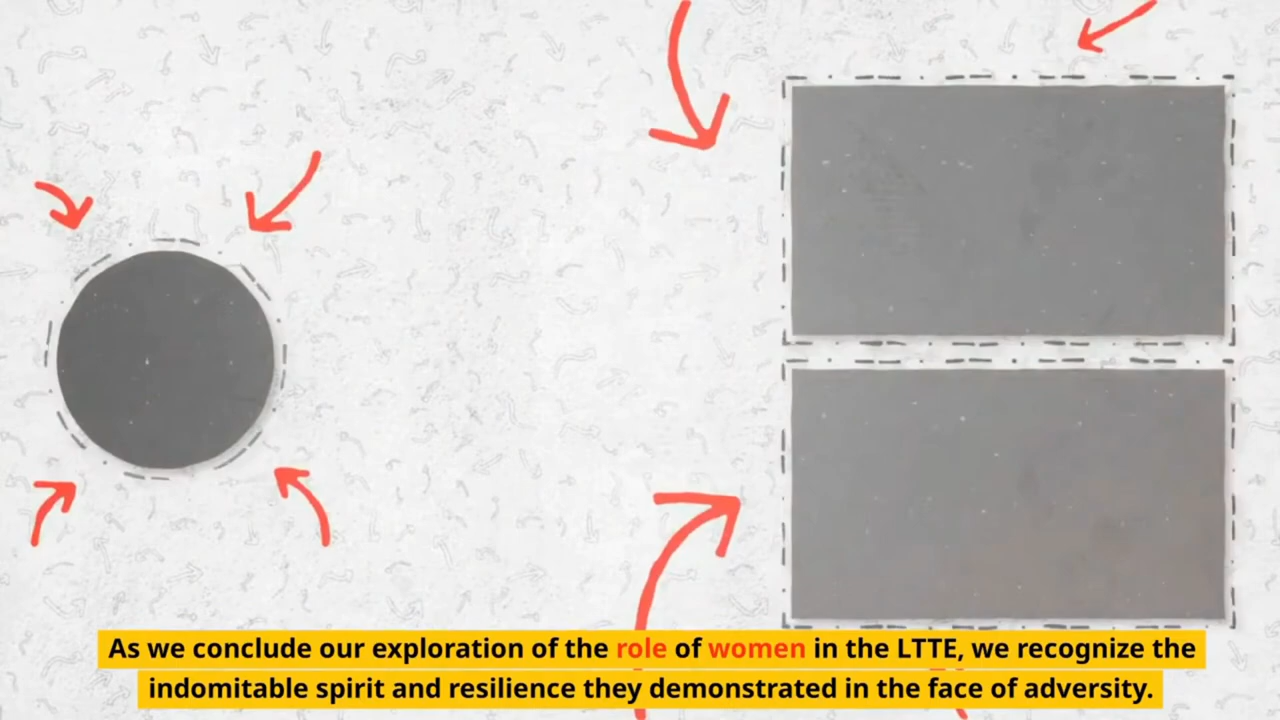 As we conclude our exploration of the role of women in the LTTE, we recognize the
indomitable spirit and resilience they demonstrated in the face of adversity.